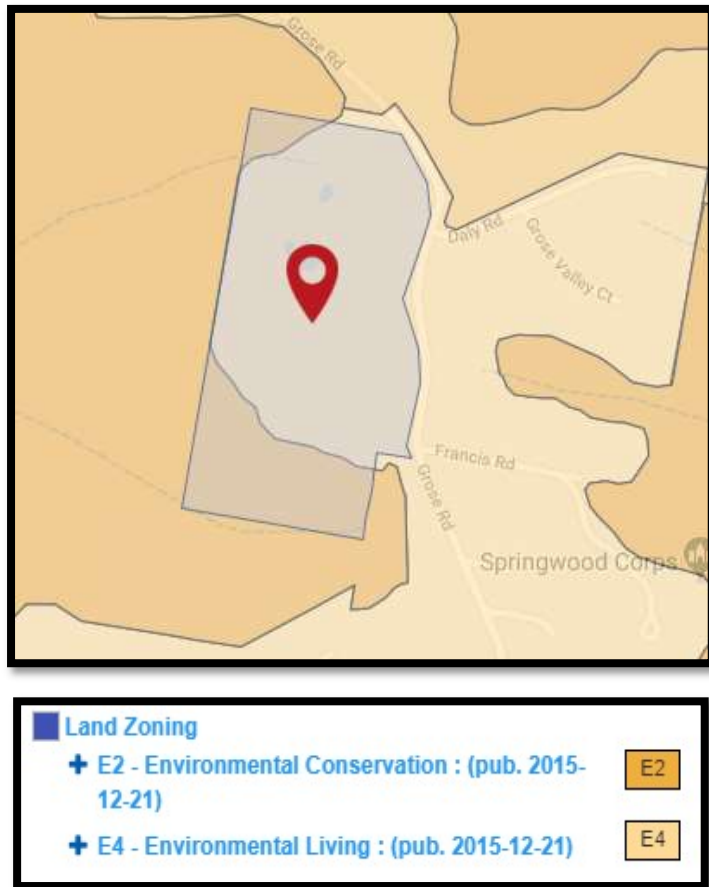 Grose Rd
Daly Rd
Grose Valley Ct
Francis Rd
Grose Rd
Springwood Corps
Land Zoning
E2 - Environmental Conservation : (pub. 2015-
12-21)
E2
E4 - Environmental Living : (pub. 2015-12-21)
E4